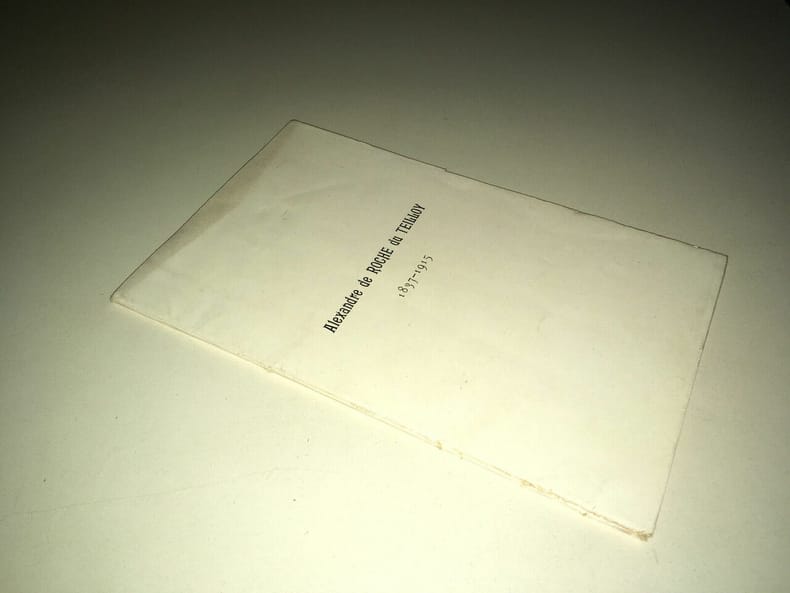 Alexandre de ROCHE du TEILLOY
1837-1915